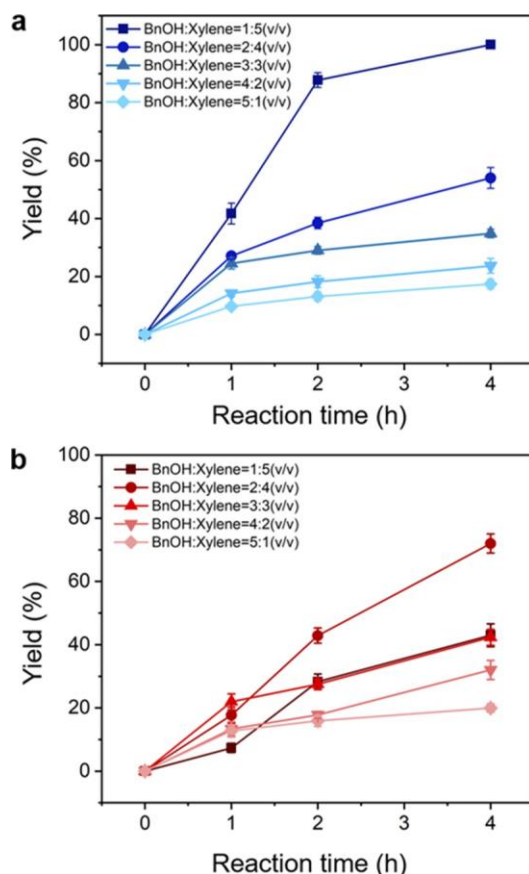 a
100
80
60
40
20
0
Yield (%)
BnOH:Xylene=1:5(v/v)
BnOH:Xylene=2:4(v/v)
BnOH:Xylene=3:3(v/v)
BnOH:Xylene=4:2(v/v)
BnOH:Xylene=5:1(v/v)
0 1 2 3 4
Reaction time (h)
b
100
80
60
40
20
0
Yield (%)
BnOH:Xylene=1:5(v/v)
BnOH:Xylene=2:4(v/v)
BnOH:Xylene=3:3(v/v)
BnOH:Xylene=4:2(v/v)
BnOH:Xylene=5:1(v/v)
0 1 2 3 4
Reaction time (h)